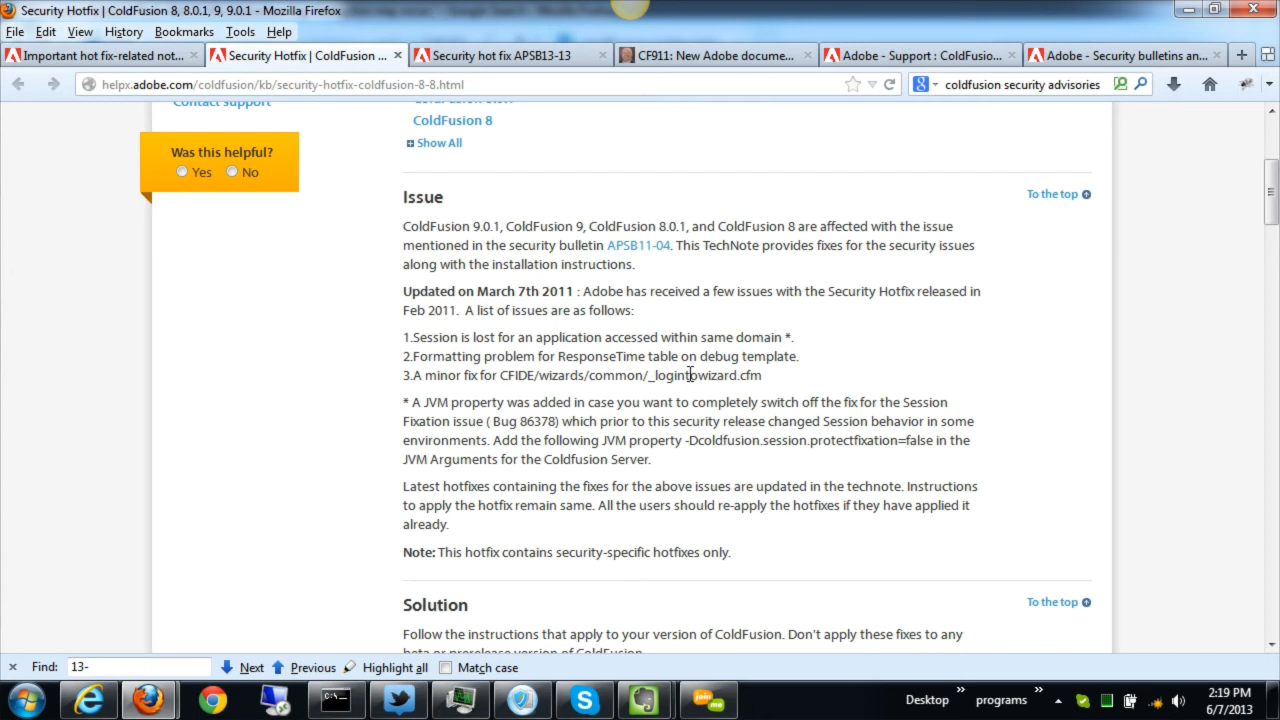 Security Hotfix | ColdFusion 8, 8.0.1, 9, 9.0.1 - Mozilla Firefox
File Edit View History Bookmarks Tools Help
Important hot fix-related not... Security Hotfix | ColdFusion ... Security hot fix APSB13-13 CF911: New Adobe docume... Adobe - Support : ColdFusio... Adobe - Security bulletins an...
helpx.adobe.com/coldfusion/kb/security-hotfix-coldfusion-8-8.html coldfusion security advisories
Contact support
ColdFusion 8
Show All
Was this helpful?
Yes No
Issue To the top
ColdFusion 9.0.1, ColdFusion 9, ColdFusion 8.0.1, and ColdFusion 8 are affected with the issue
mentioned in the security bulletin APSB11-04. This TechNote provides fixes for the security issues
along with the installation instructions.
Updated on March 7th 2011 : Adobe has received a few issues with the Security Hotfix released in
Feb 2011. A list of issues are as follows:
1.Session is lost for an application accessed within same domain *.
2.Formatting problem for ResponseTime table on debug template.
3.A minor fix for CFIDE/wizards/common/_logintowizard.cfm
* A JVM property was added in case you want to completely switch off the fix for the Session
Fixation issue ( Bug 86378) which prior to this security release changed Session behavior in some
environments. Add the following JVM property -Dcoldfusion.session.protectfixation=false in the
JVM Arguments for the Coldfusion Server.
Latest hotfixes containing the fixes for the above issues are updated in the technote. Instructions
to apply the hotfix remain same. All the users should re-apply the hotfixes if they have applied it
already.
Note: This hotfix contains security-specific hotfixes only.
Solution To the top
Follow the instructions that apply to your version of ColdFusion. Don't apply these fixes to any
beta or prerelease version of ColdFusion.
Find: 13- Next Previous Highlight all Match case
Desktop programs 2:19 PM
6/7/2013